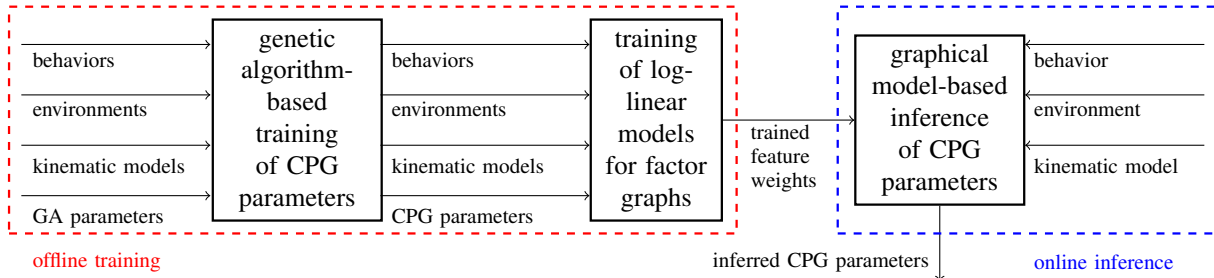 behaviors
environments
kinematic models
GA parameters
genetic
algorithm-
based
training
of CPG
parameters
behaviors
environments
kinematic models
CPG parameters
training
of log-
linear
models
for factor
graphs
trained
feature
weights
graphical
model-based
inference
of CPG
parameters
behavior
environment
kinematic model
offline training
inferred CPG parameters
online inference